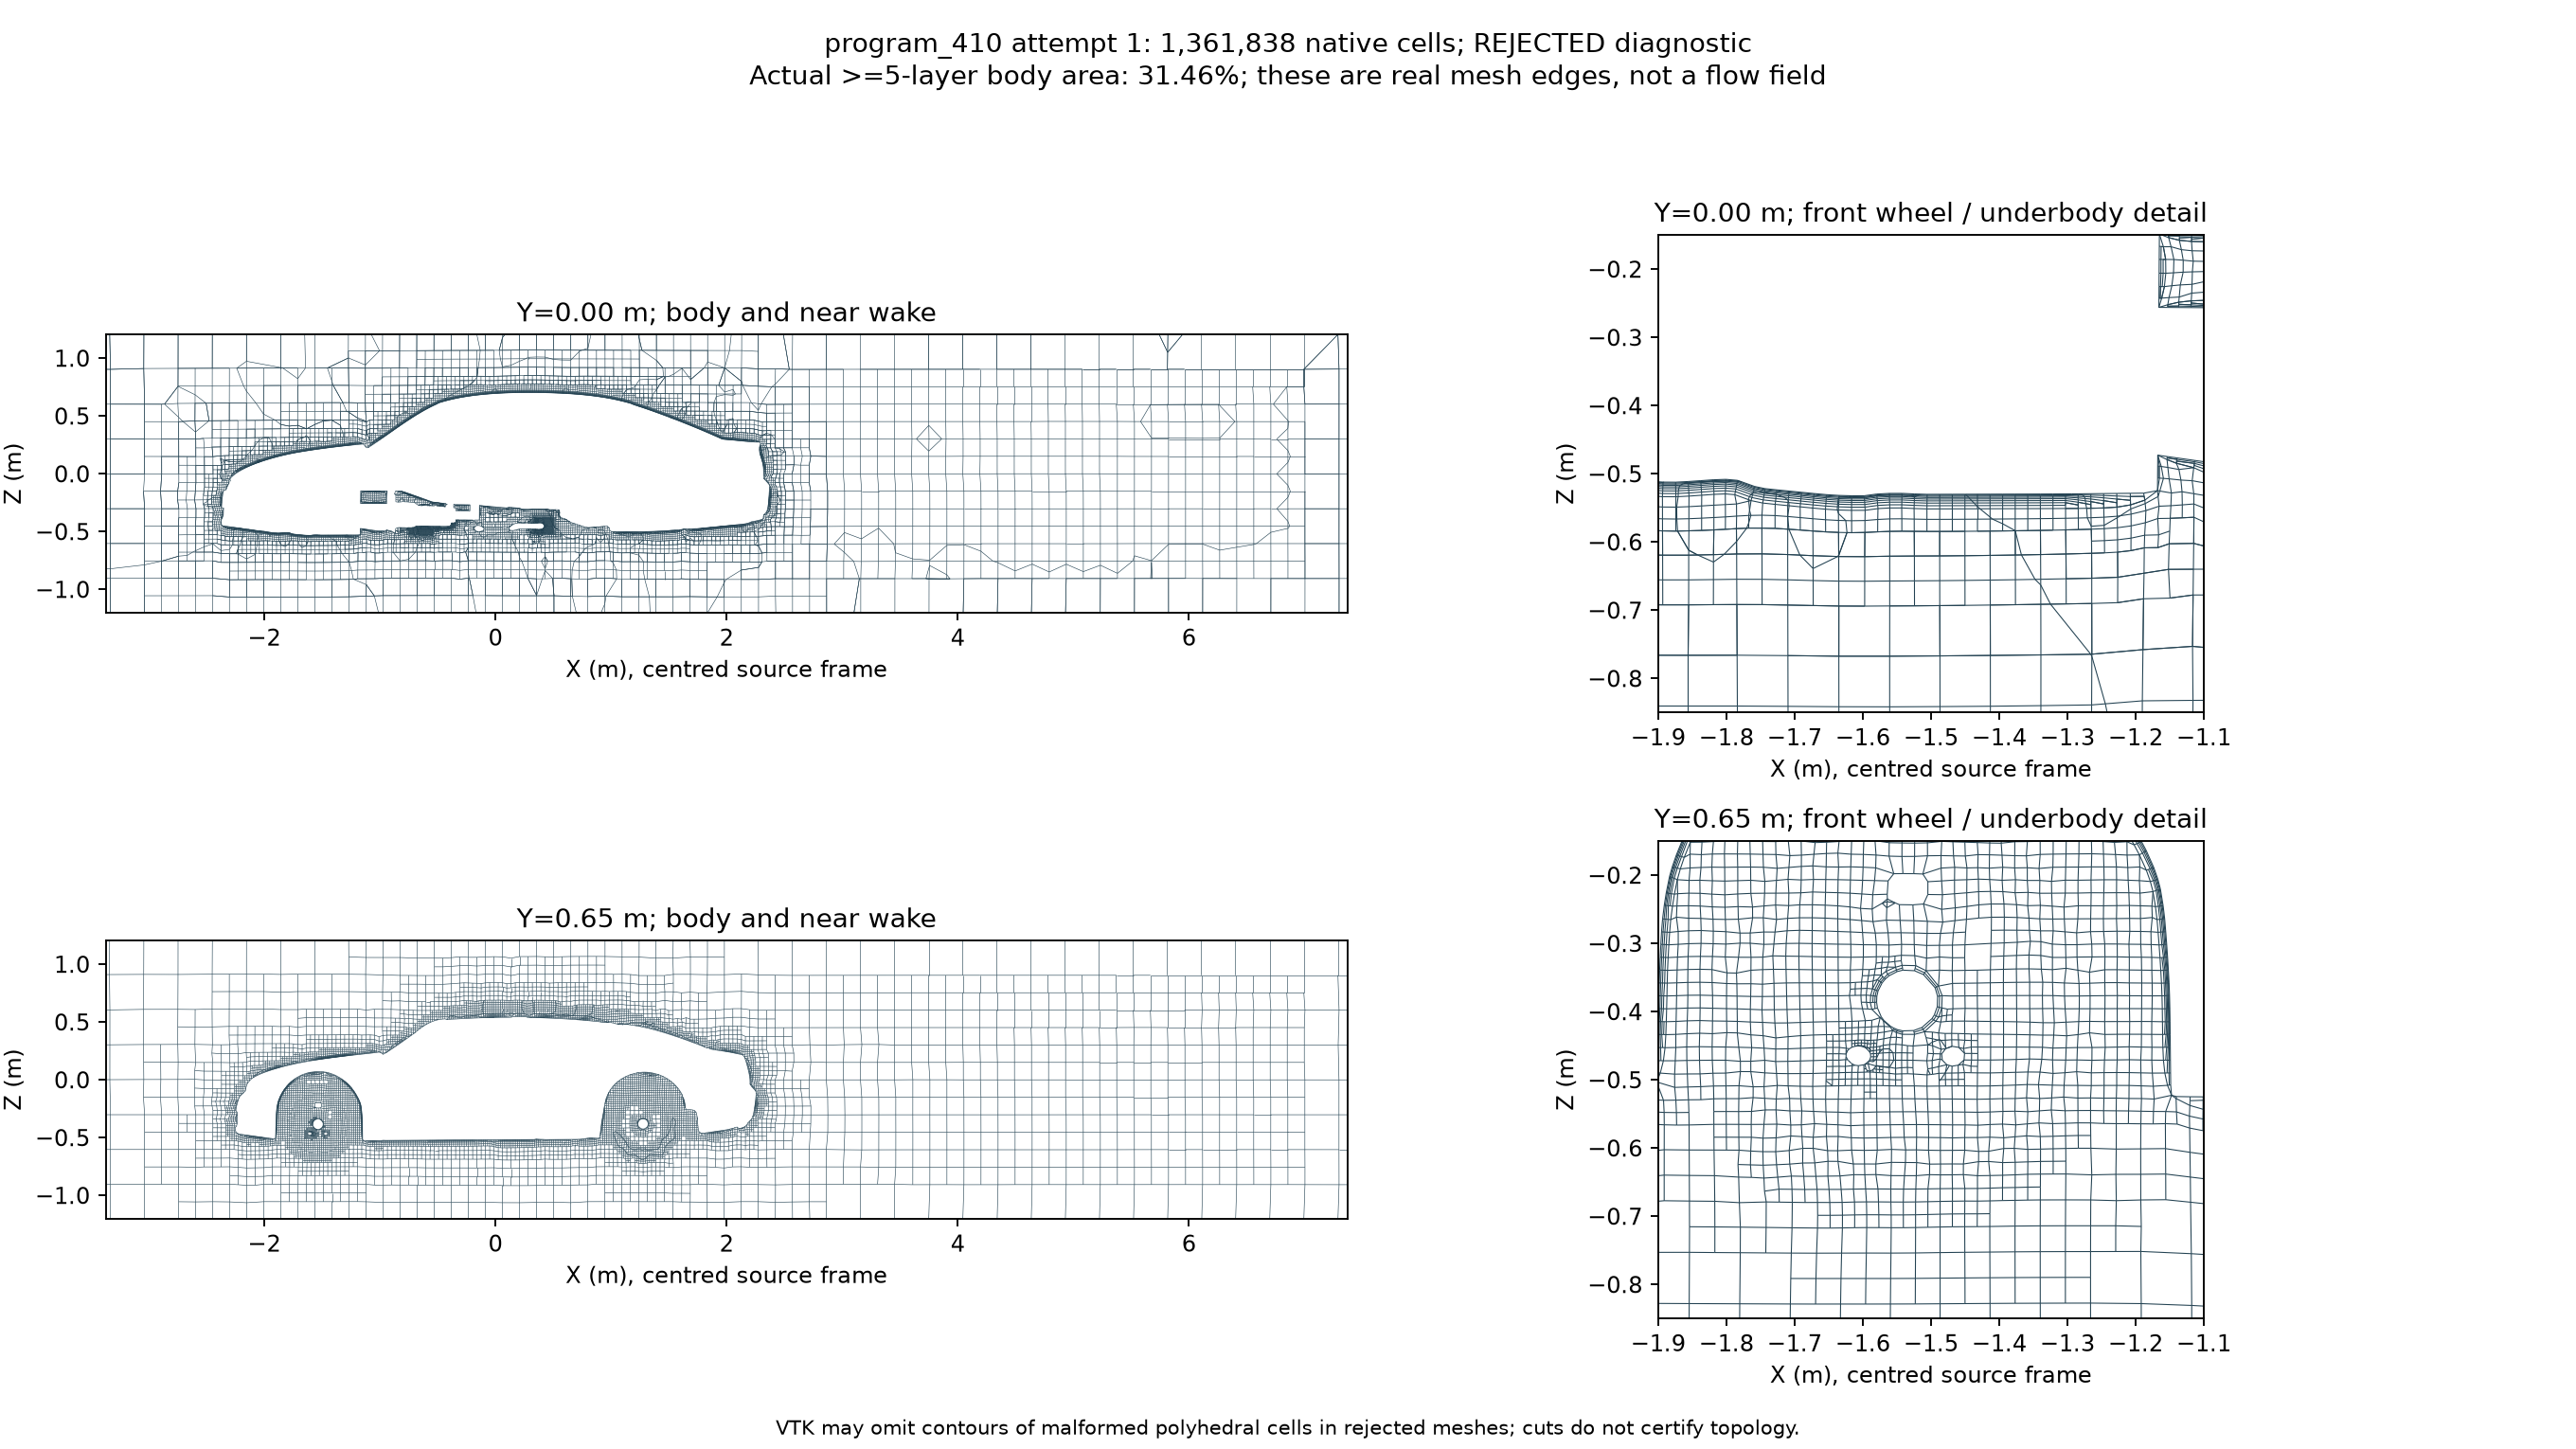 program_410 attempt 1: 1,361,838 native cells; REJECTED diagnostic
Actual >=5-layer body area: 31.46%; these are real mesh edges, not a flow field
Y=0.00 m; body and near wake
1.0
0.5
0.0
−0.5
−1.0
Z (m)
−2 0 2 4 6
X (m), centred source frame
Y=0.00 m; front wheel / underbody detail
−0.2
−0.3
−0.4
−0.5
−0.6
−0.7
−0.8
Z (m)
−1.9 −1.8 −1.7 −1.6 −1.5 −1.4 −1.3 −1.2 −1.1
X (m), centred source frame
Y=0.65 m; body and near wake
1.0
0.5
0.0
−0.5
−1.0
Z (m)
−2 0 2 4 6
X (m), centred source frame
Y=0.65 m; front wheel / underbody detail
−0.2
−0.3
−0.4
−0.5
−0.6
−0.7
−0.8
Z (m)
−1.9 −1.8 −1.7 −1.6 −1.5 −1.4 −1.3 −1.2 −1.1
X (m), centred source frame
VTK may omit contours of malformed polyhedral cells in rejected meshes; cuts do not certify topology.